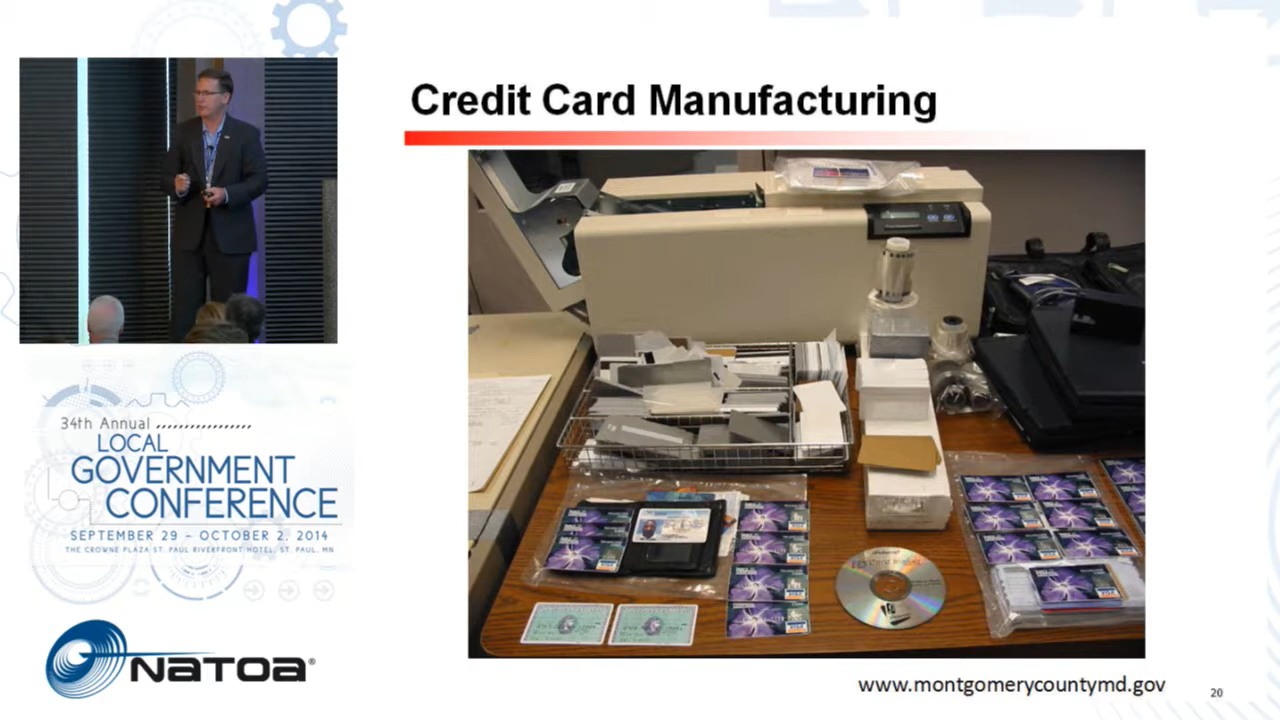 Credit Card Manufacturing
34th Annual
LOCAL
GOVERNMENT
CONFERENCE
SEPTEMBER 29 - OCTOBER 2, 2014
THE CROWNE PLAZA ST. PAUL RIVERFRONT HOTEL, ST. PAUL, MN
NATOA®
VISA
www.montgomerycountymd.gov
20